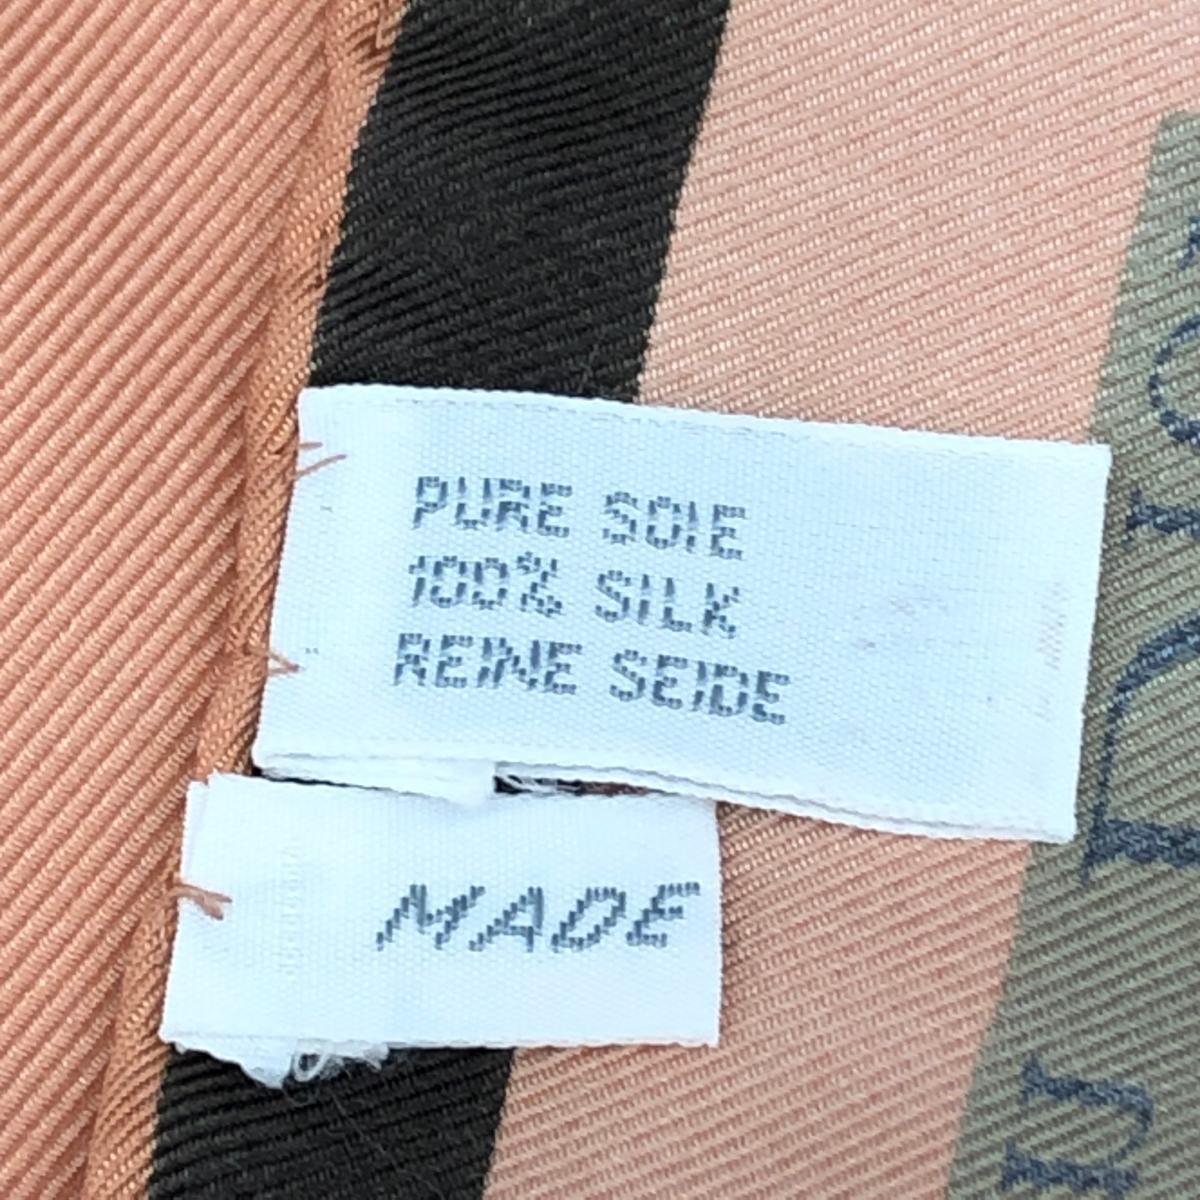 PURE SOIE
100% SILK
REINE SEIDE
MADE